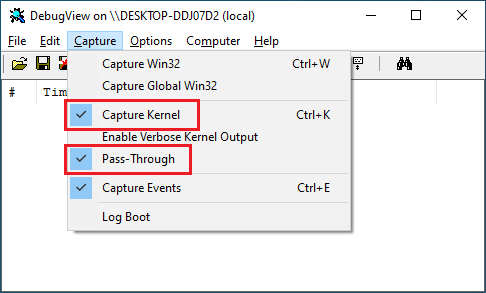 DebugView on \\DESKTOP-DDJ07D2 (local)
File Edit Capture Options Computer Help
# Tim
Capture Win32 Ctrl+W
Capture Global Win32
Capture Kernel Ctrl+K
Enable Verbose Kernel Output
Pass-Through
Capture Events Ctrl+E
Log Boot